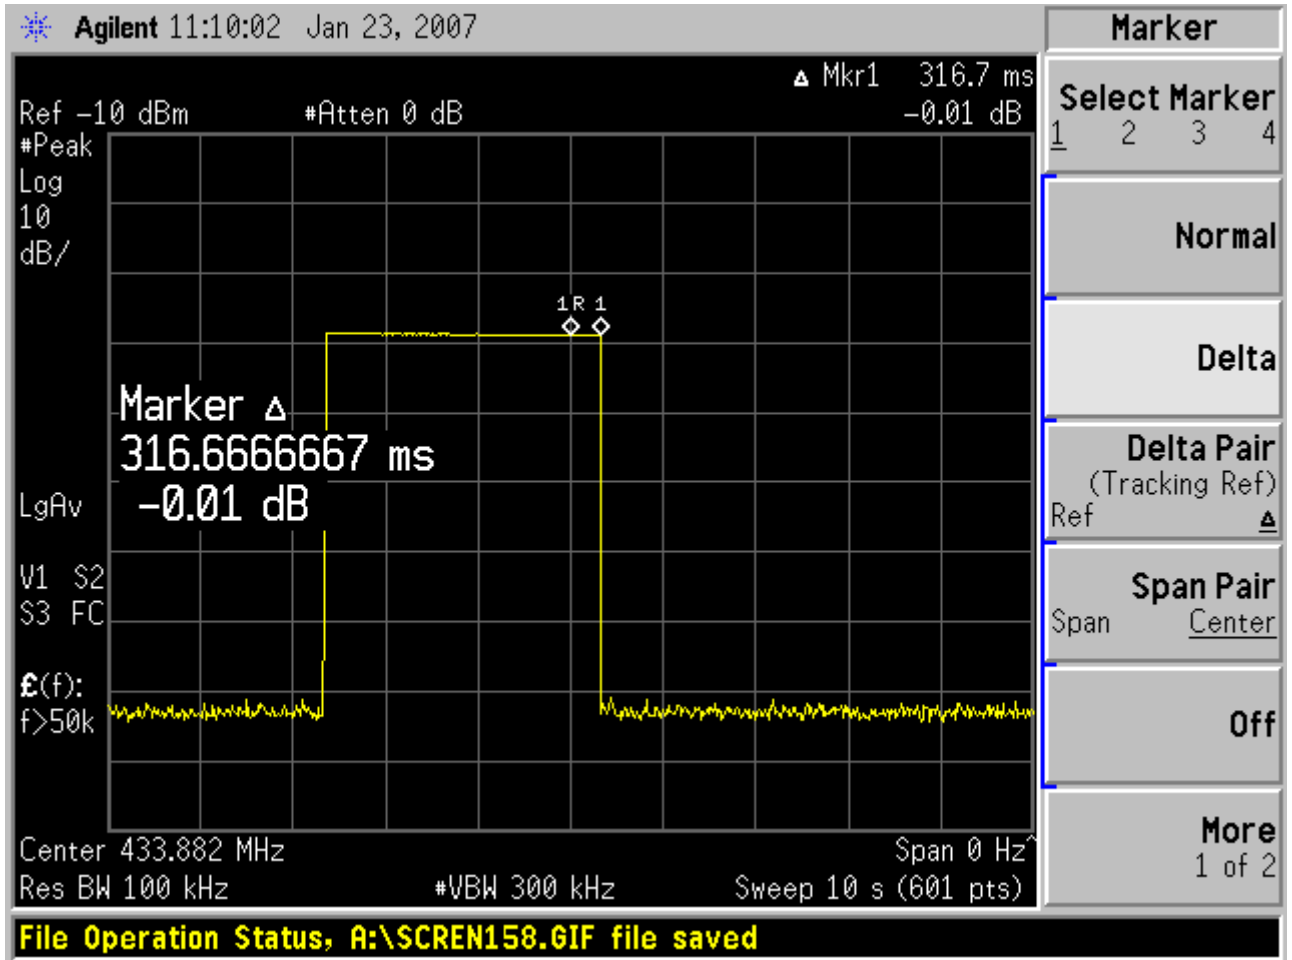 Agilent 11:10:02 Jan 23, 2007
Marker
Δ Mkr1 316.7 ms
Ref -10 dBm #Atten 0 dB -0.01 dB
#Peak
Log
10
dB/
1R 1
Marker Δ
316.6666667 ms
-0.01 dB
LgAv
V1 S2
S3 FC
£(f):
f>50k
Center 433.882 MHz Span 0 Hz^
Res BW 100 kHz #VBW 300 kHz Sweep 10 s (601 pts)
Select Marker
1 2 3 4
Normal
Delta
Delta Pair
(Tracking Ref)
Ref Δ
Span Pair
Span Center
Off
More
1 of 2
File Operation Status, A:\SCREN158.GIF file saved